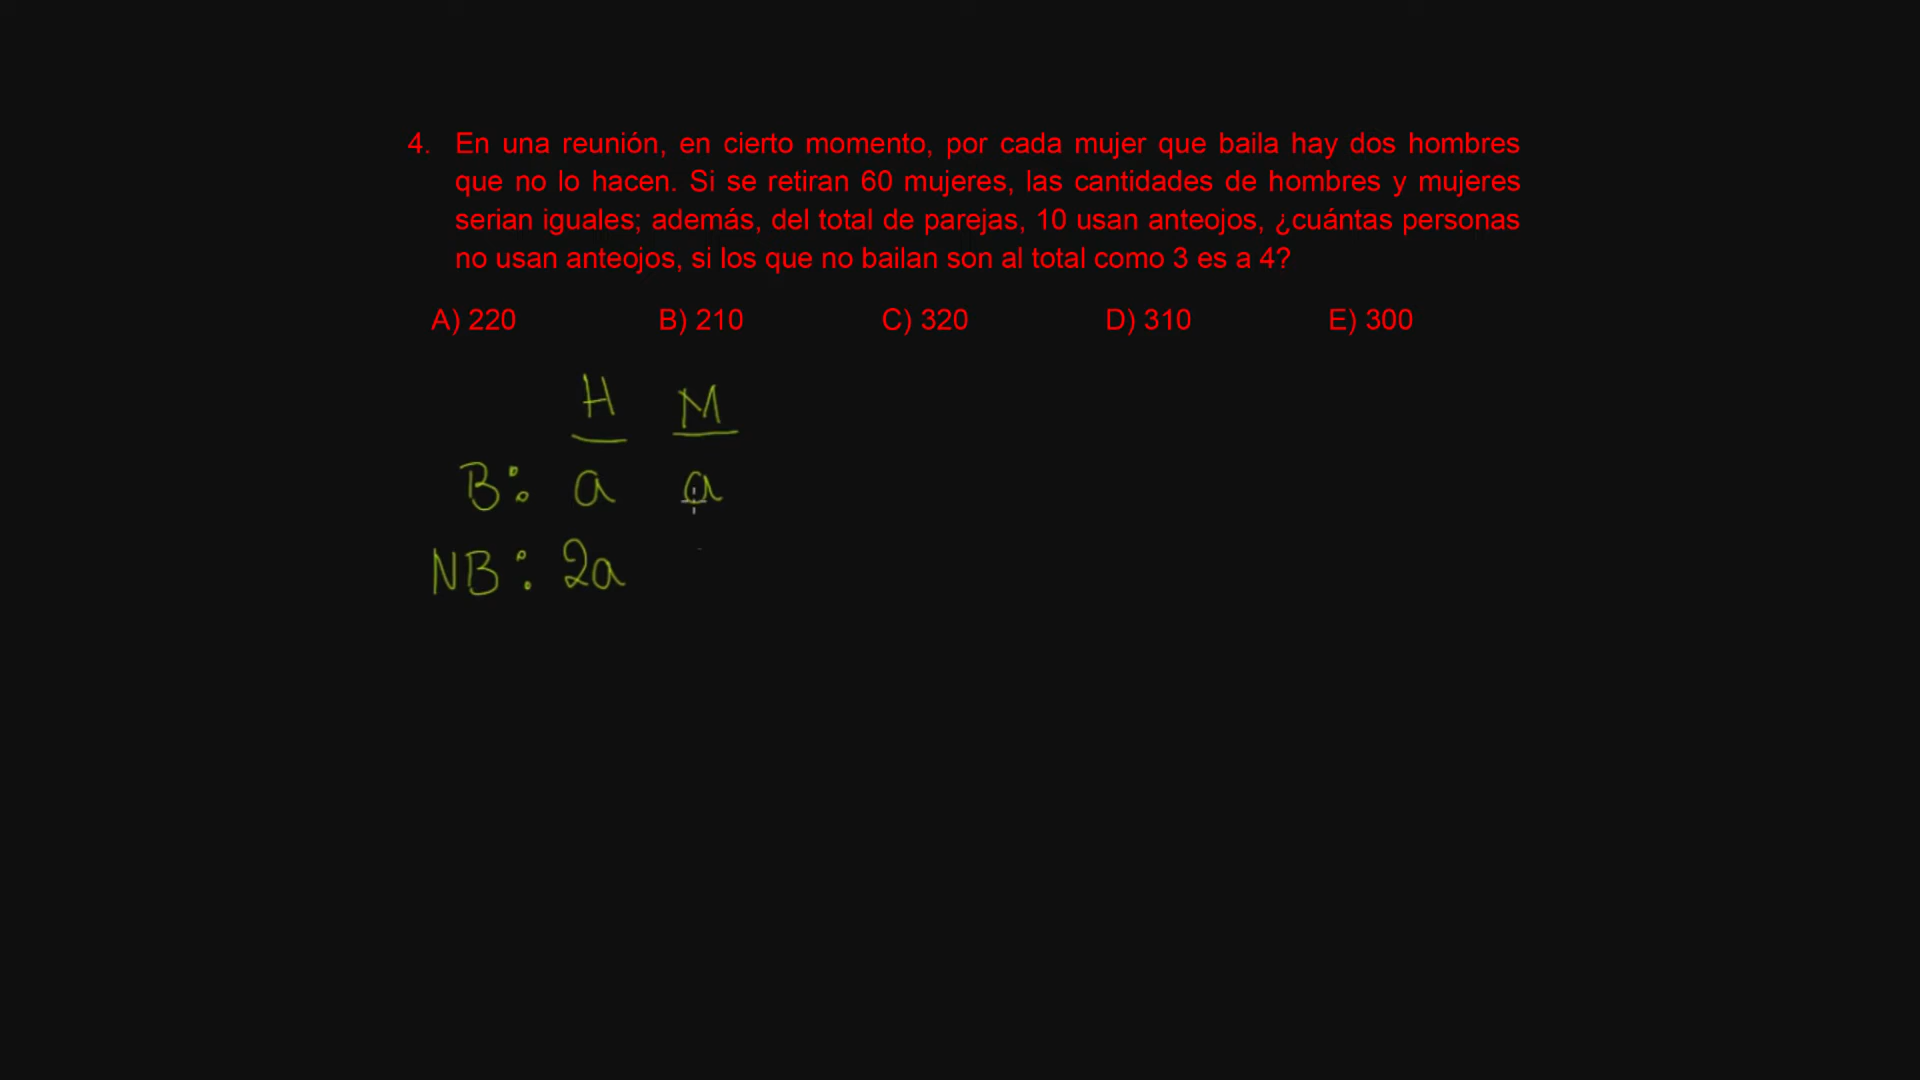 4. En una reunión, en cierto momento, por cada mujer que baila hay dos hombres
que no lo hacen. Si se retiran 60 mujeres, las cantidades de hombres y mujeres
serian iguales; además, del total de parejas, 10 usan anteojos, ¿cuántas personas
no usan anteojos, si los que no bailan son al total como 3 es a 4?
A) 220 B) 210 C) 320 D) 310 E) 300
H M
B: a a
NB: 2a